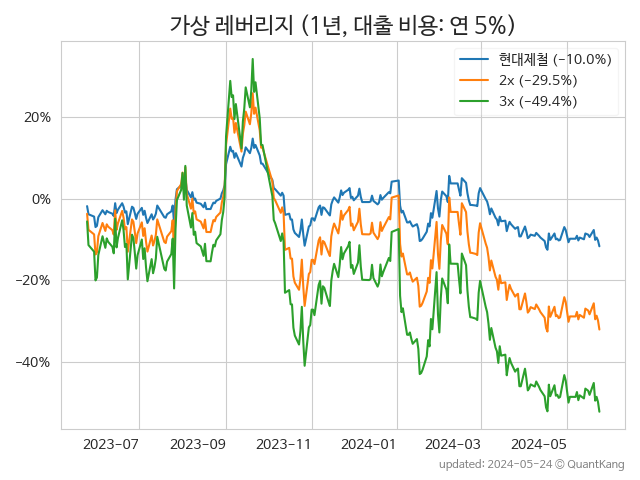 가상 레버리지 (1년, 대출 비용: 연 5%)
현대제철 (−10.0%)
2x (−29.5%)
3x (−49.4%)
20%
0%
−20%
−40%
2023−07 2023−09 2023−11 2024−01 2024−03 2024−05
updated: 2024-05-24 © QuantKang